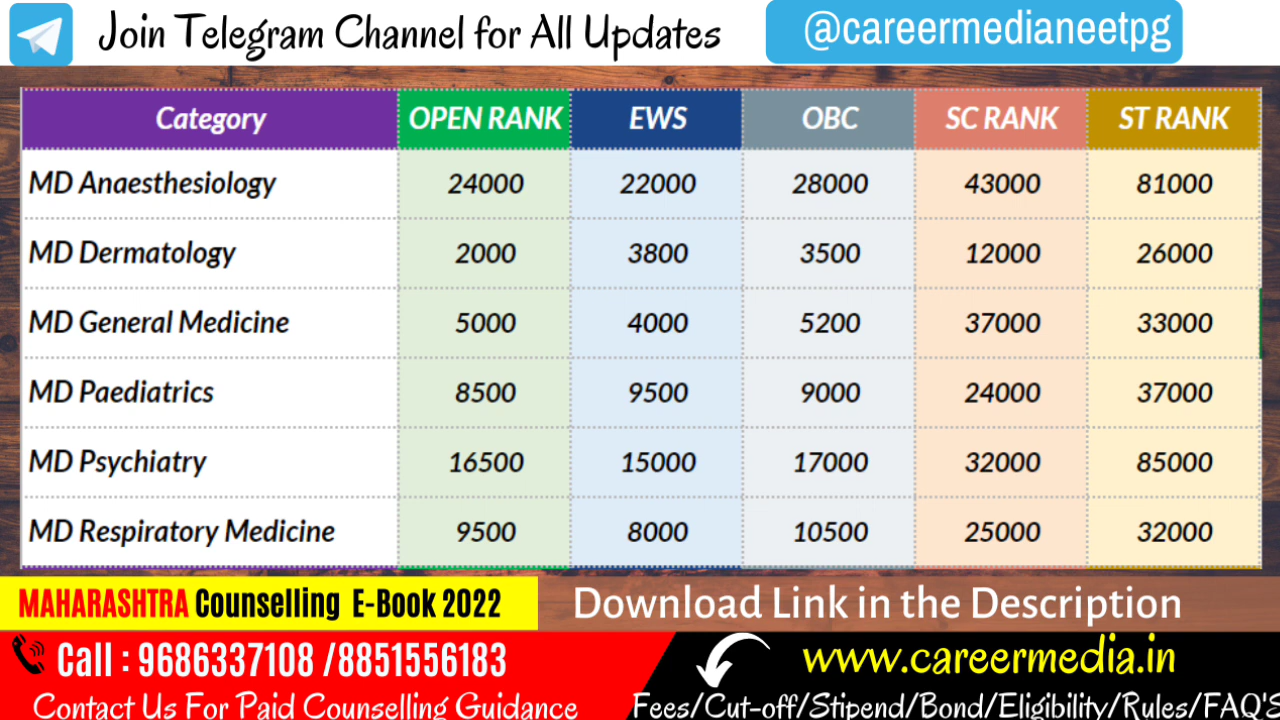 Join Telegram Channel for All Updates @careermedianeetpg
Category OPEN RANK EWS OBC SC RANK ST RANK
MD Anaesthesiology 24000 22000 28000 43000 81000
MD Dermatology 2000 3800 3500 12000 26000
MD General Medicine 5000 4000 5200 37000 33000
MD Paediatrics 8500 9500 9000 24000 37000
MD Psychiatry 16500 15000 17000 32000 85000
MD Respiratory Medicine 9500 8000 10500 25000 32000
MAHARASHTRA Counselling E-Book 2022 Download Link in the Description
Call : 9686337108 /8851556183 www.careermedia.in
Contact Us For Paid Counselling Guidance Fees/Cut-off/Stipend/Bond/Eligibility/Rules/FAQ'S